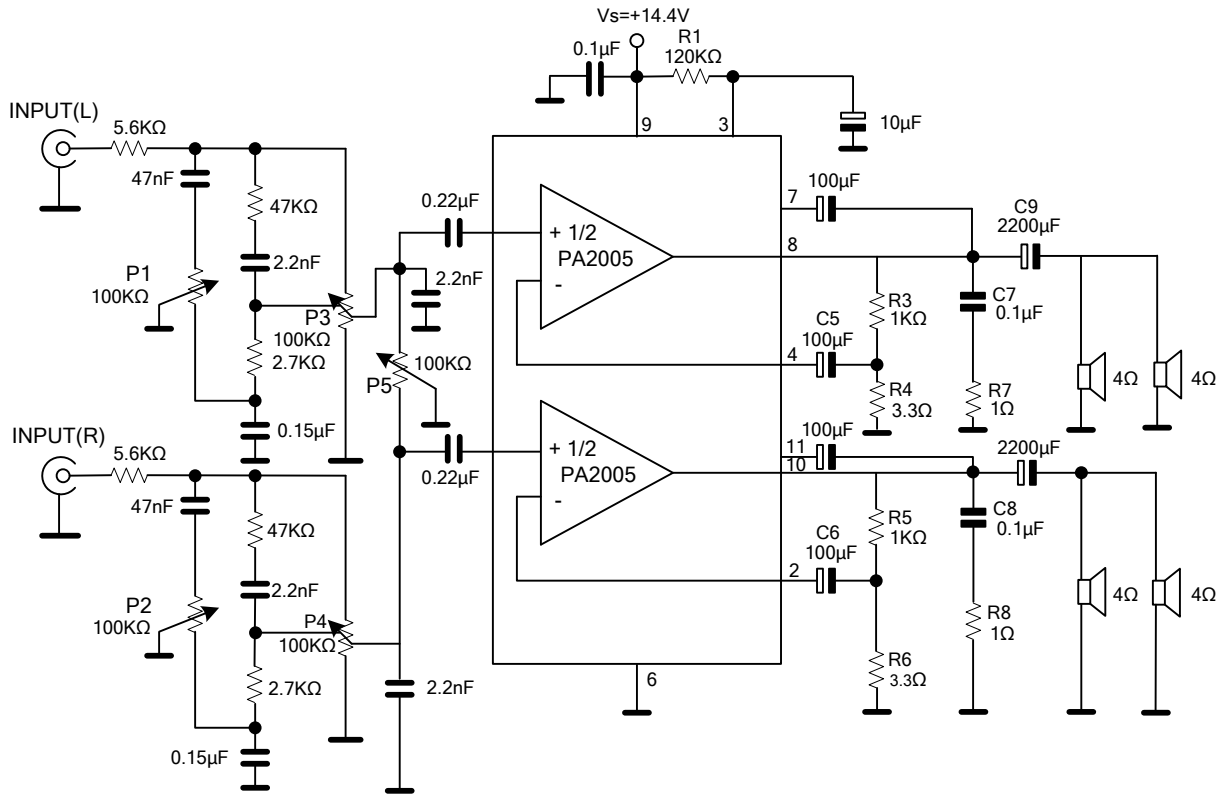 Vs=+14.4V
0.1µF
R1
120KΩ
9
3
10µF
INPUT(L)
5.6KΩ
47nF
47KΩ
2.2nF
P1
100KΩ
P3
100KΩ
2.7KΩ
0.15µF
0.22µF
2.2nF
100KΩ
P5
0.22µF
+ 1/2
PA2005
-
+ 1/2
PA2005
-
7
100µF
8
C9
2200µF
R3
1KΩ
C5
100µF
4
R4
3.3Ω
C7
0.1µF
R7
1Ω
4Ω
4Ω
INPUT(R)
5.6KΩ
47nF
47KΩ
2.2nF
P2
100KΩ
P4
100KΩ
2.7KΩ
0.15µF
2.2nF
100µF
11
10
2200µF
R5
1KΩ
C6
100µF
2
R6
3.3Ω
C8
0.1µF
R8
1Ω
4Ω
4Ω
6